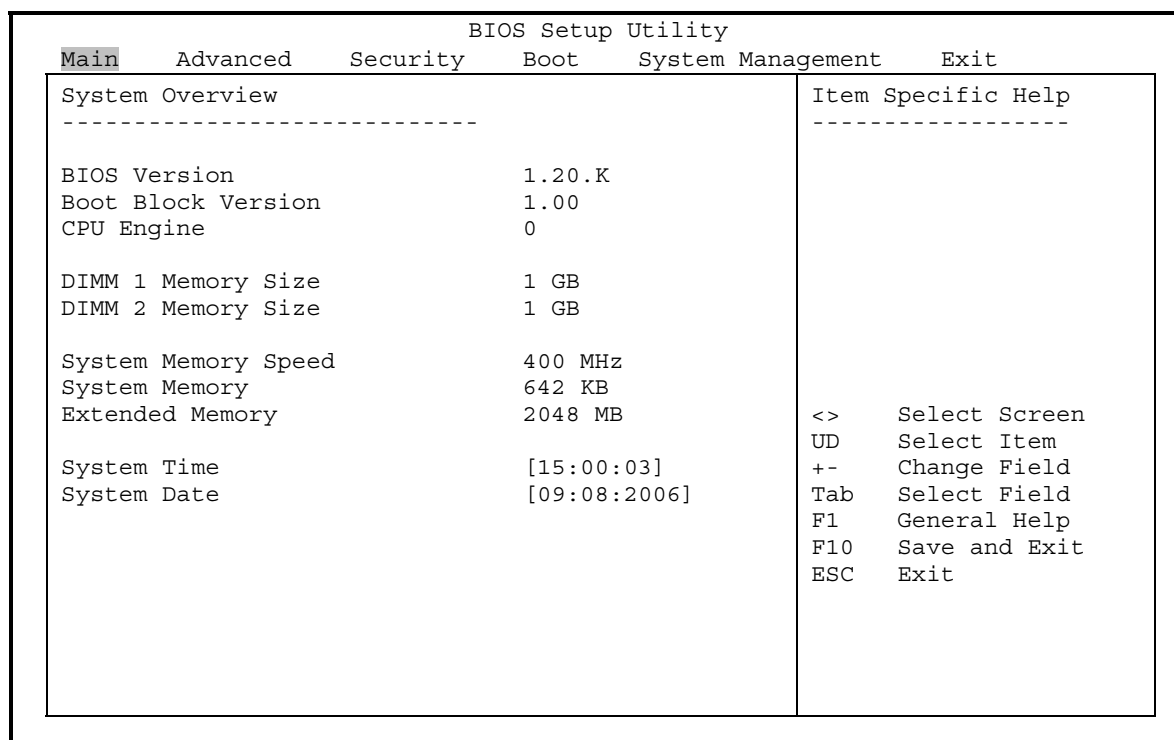 BIOS Setup Utility
Main Advanced Security Boot System Management Exit
System Overview
-----------------------------
BIOS Version 1.20.K
Boot Block Version 1.00
CPU Engine 0
DIMM 1 Memory Size 1 GB
DIMM 2 Memory Size 1 GB
System Memory Speed 400 MHz
System Memory 642 KB
Extended Memory 2048 MB
System Time [15:00:03]
System Date [09:08:2006]
Item Specific Help
------------------
<> Select Screen
UD Select Item
+- Change Field
Tab Select Field
F1 General Help
F10 Save and Exit
ESC Exit